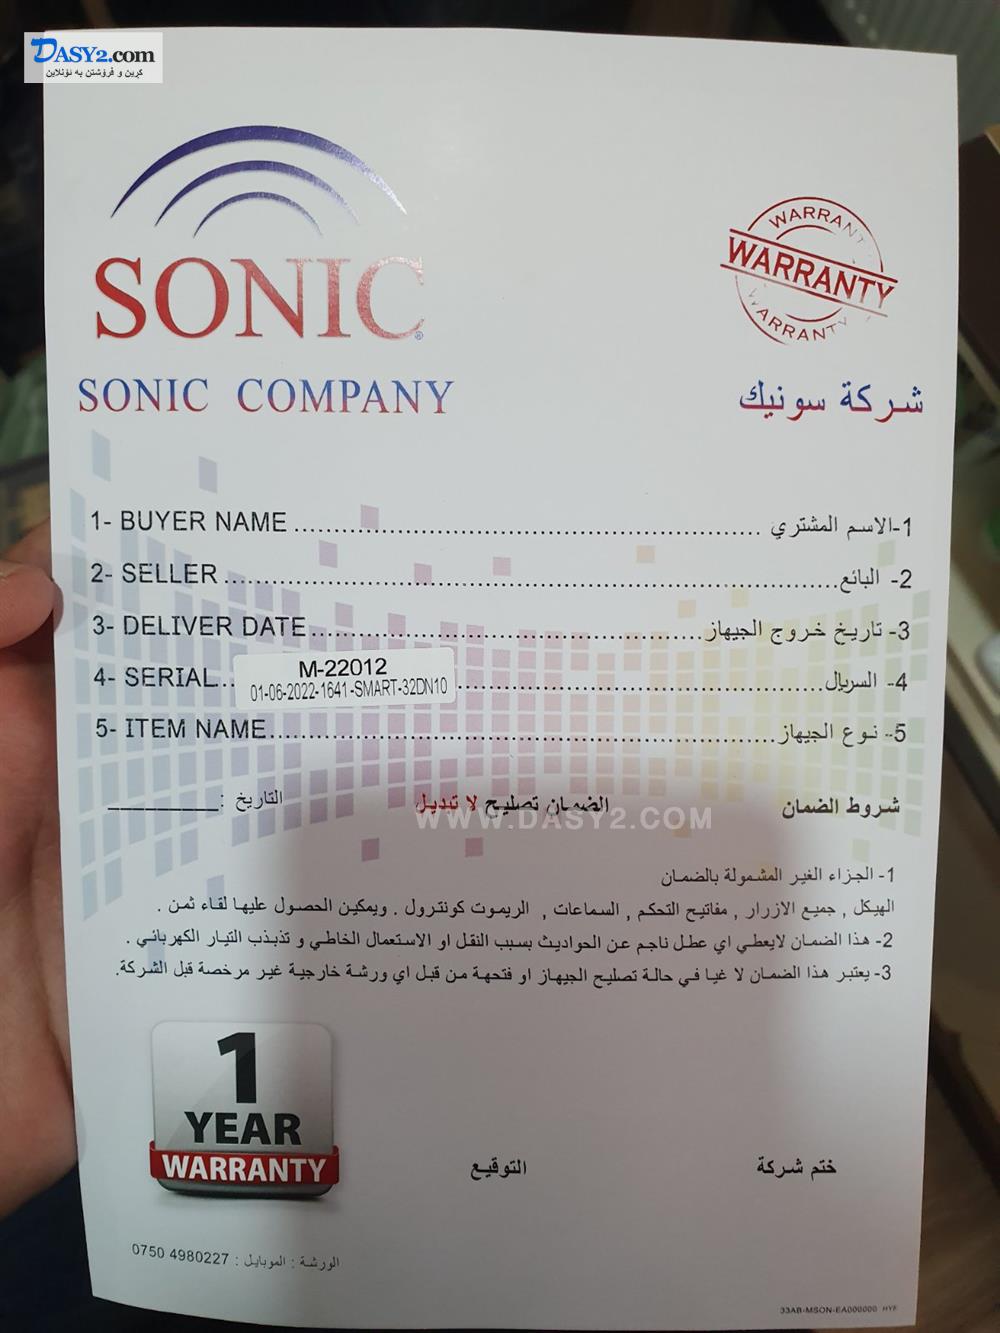 DASY2.com
کڕین و فرۆشتن بە ئۆنلاین
WARRANTY
WARRANTY
WARRANTY
SONIC
SONIC COMPANY
شركة سونيك
1- BUYER NAME ........ 1-الاسم المشتري
2- SELLER ........ 2- البائع
3- DELIVER DATE ........ 3- تاريخ خروج الجيهاز
4- SERIAL ........ 4- السريال
M-22012
01-06-2022-1641-SMART-32DN10
5- ITEM NAME ........ 5- نوع الجيهاز
شروط الضمان
الضمان تصليح لا تبديل
التاريخ : ________
WWW.DASY2.COM
1- الجزاء الغير المشمولة بالضمان
الهيكل , جميع الازرار , مفاتيح التحكم , السماعات , الريموت كونترول . ويمكين الحصول عليها لقاء ثمن .
2- هذا الضمان لايعطي اي عطل ناجم عن الحواديث بسبب النقل او الاستعمال الخاطي و تذبذب التيار الكهربائي .
3- يعتبر هذا الضمان لا غيا في حالة تصليح الجيهاز او فتحهة من قبل اي ورشة خارجية غير مرخصة قبل الشركة.
1
YEAR
WARRANTY
ختم شركة
التوقيع
الورشة : الموبايل : 0750 4980227
33AB-MSON-EA000000 HYE